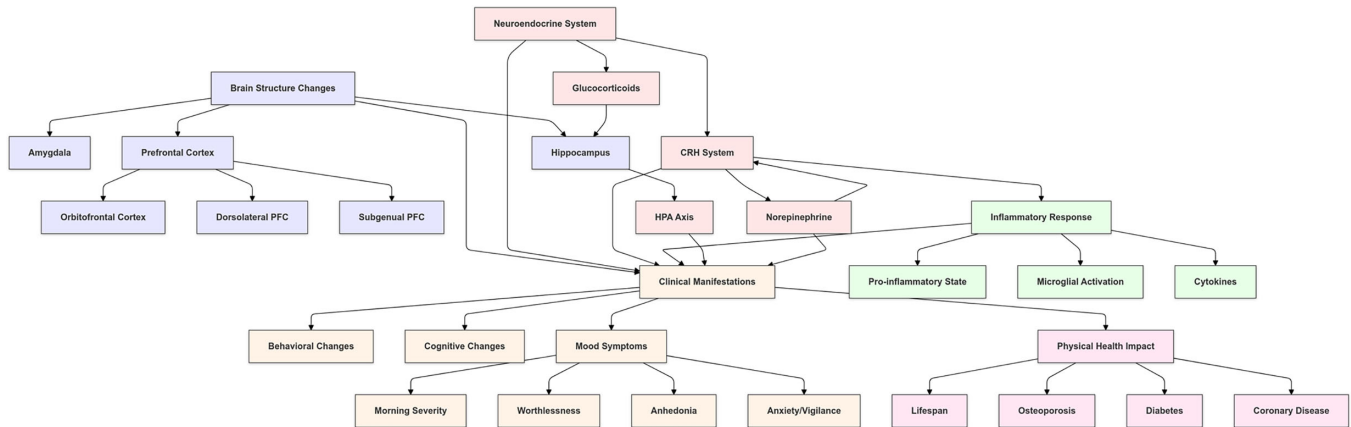 Neuroendocrine System
Brain Structure Changes
Glucocorticoids
Amygdala
Prefrontal Cortex
Hippocampus
CRH System
Orbitofrontal Cortex
Dorsolateral PFC
Subgenual PFC
HPA Axis
Norepinephrine
Inflammatory Response
Clinical Manifestations
Pro-inflammatory State
Microglial Activation
Cytokines
Behavioral Changes
Cognitive Changes
Mood Symptoms
Physical Health Impact
Morning Severity
Worthlessness
Anhedonia
Anxiety/Vigilance
Lifespan
Osteoporosis
Diabetes
Coronary Disease